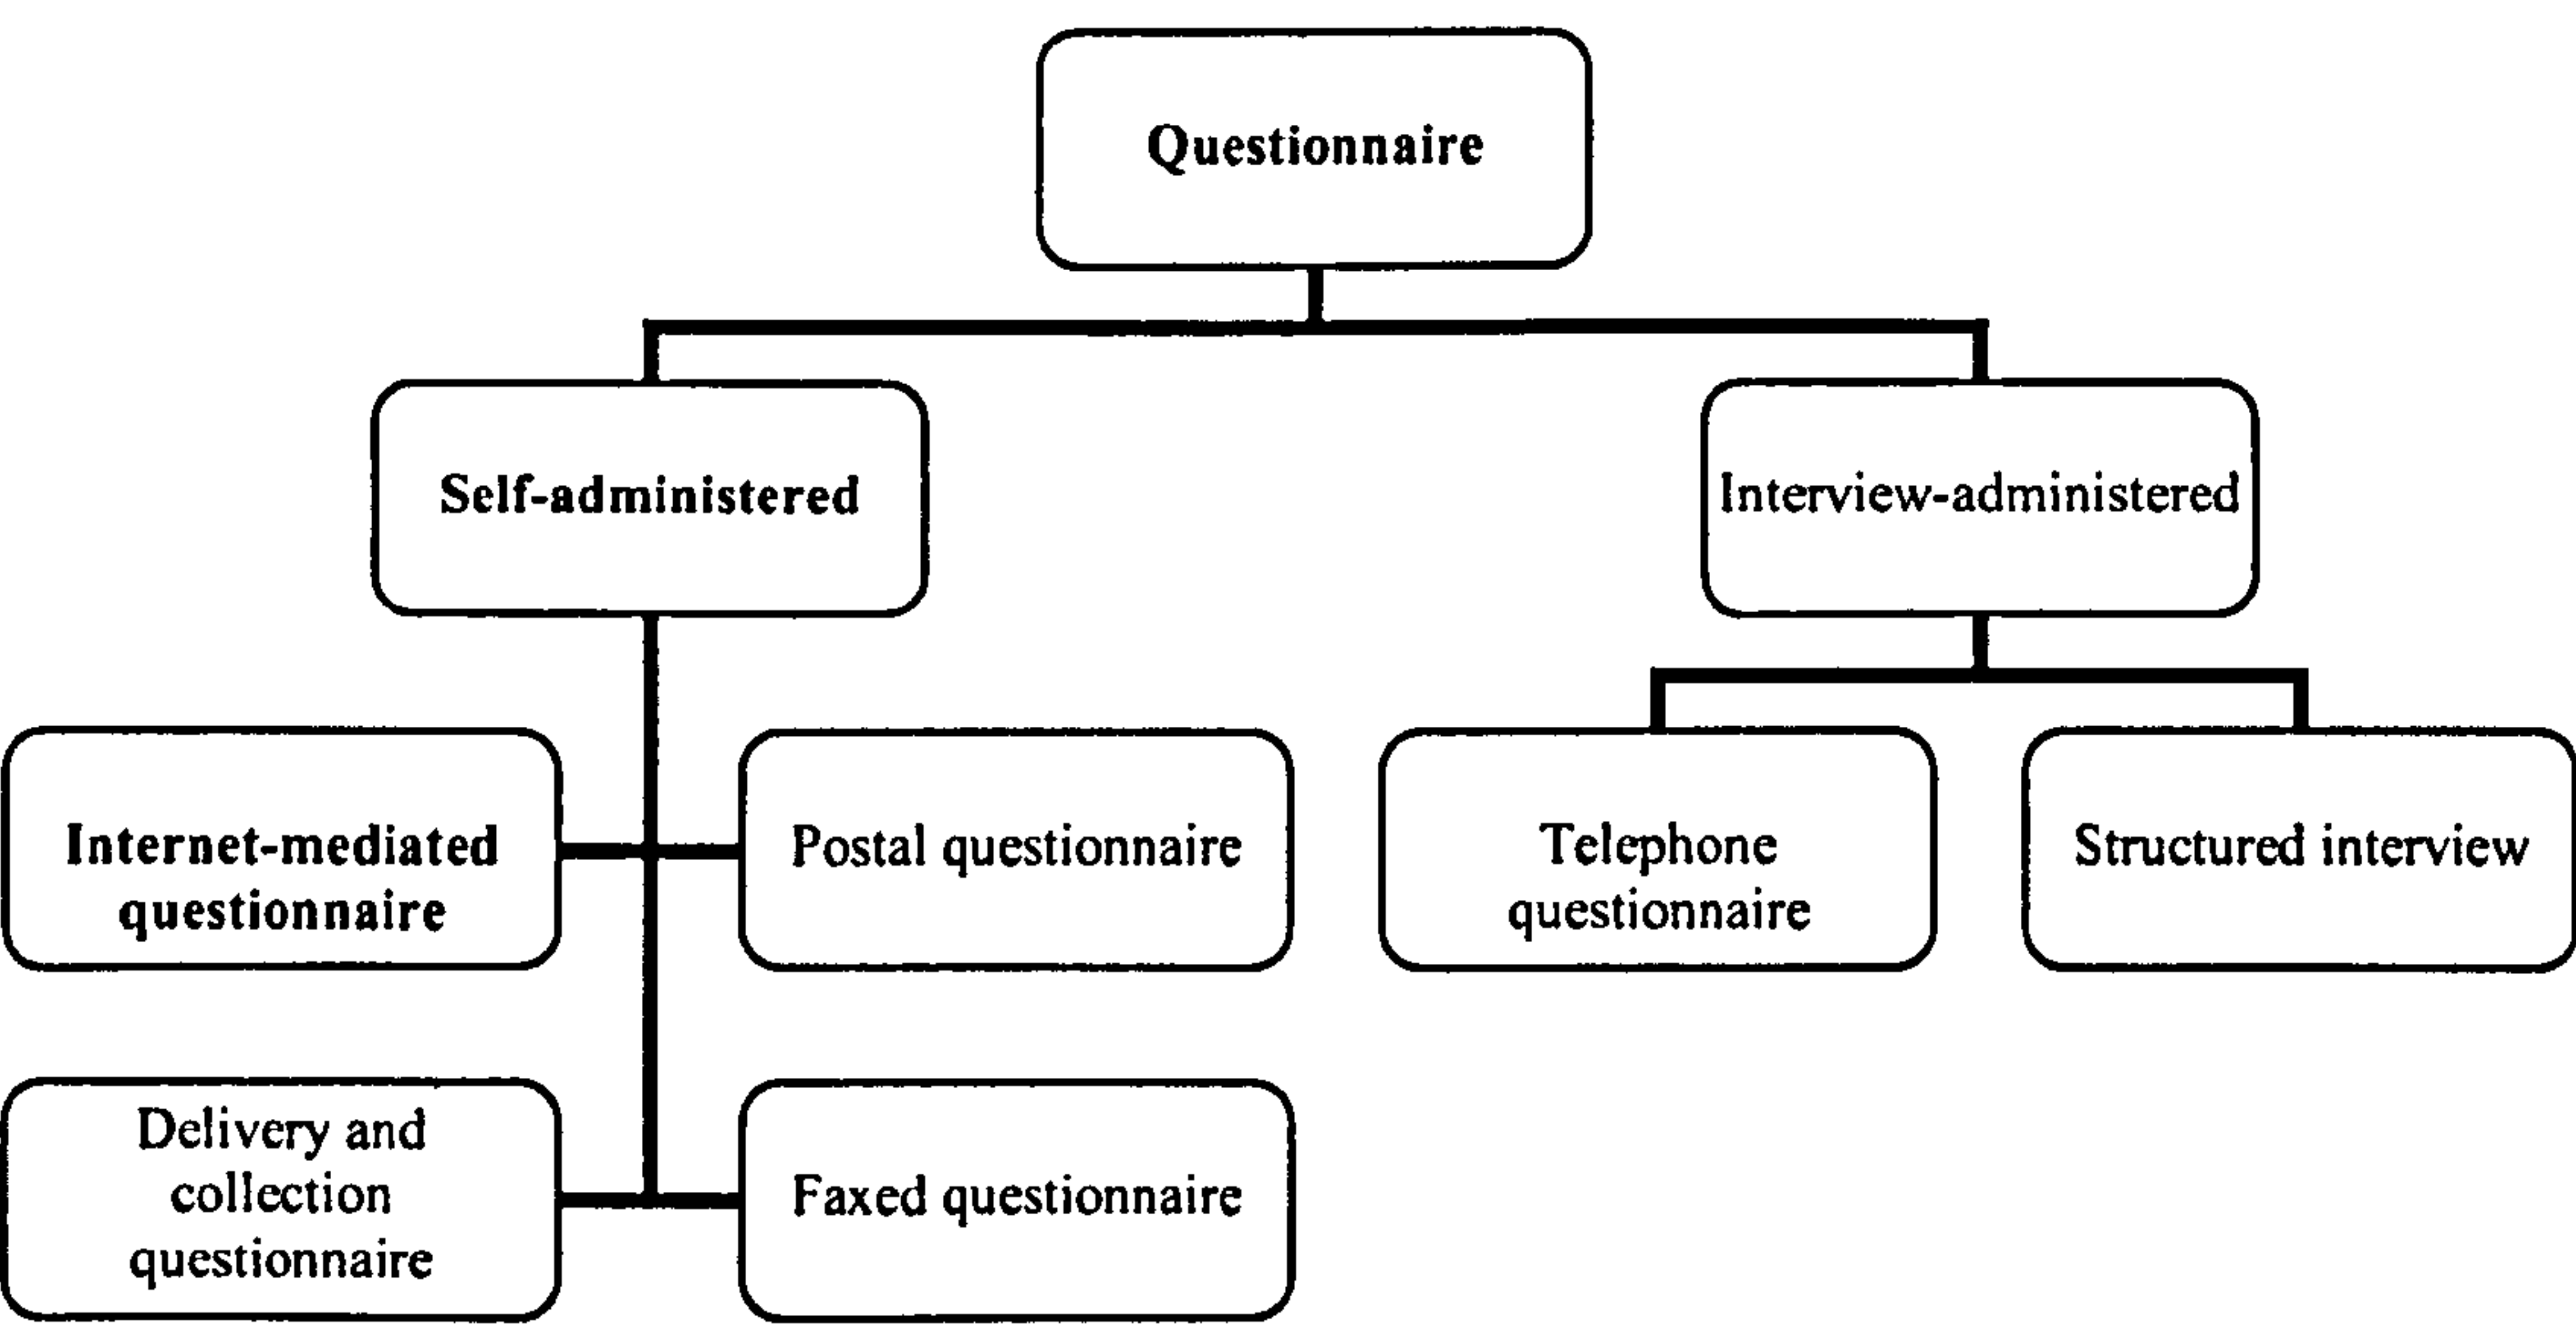 Questionnaire
Self-administered
Interview-administered
Internet-mediated
questionnaire
Postal questionnaire
Telephone
questionnaire
Structured interview
Delivery and
collection
questionnaire
Faxed questionnaire